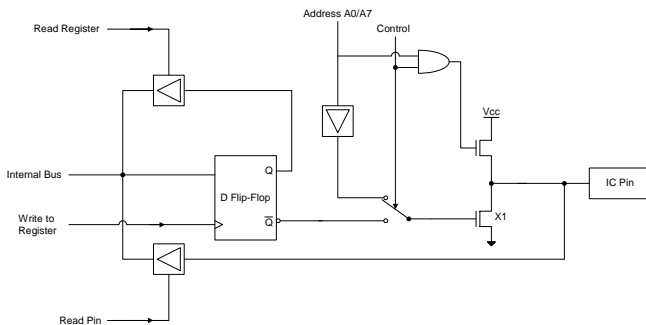 Address A0/A7
Control
Read Register
Vcc
Internal Bus
Q
D Flip-Flop
IC Pin
Write to
Register
Q
X1
Read Pin